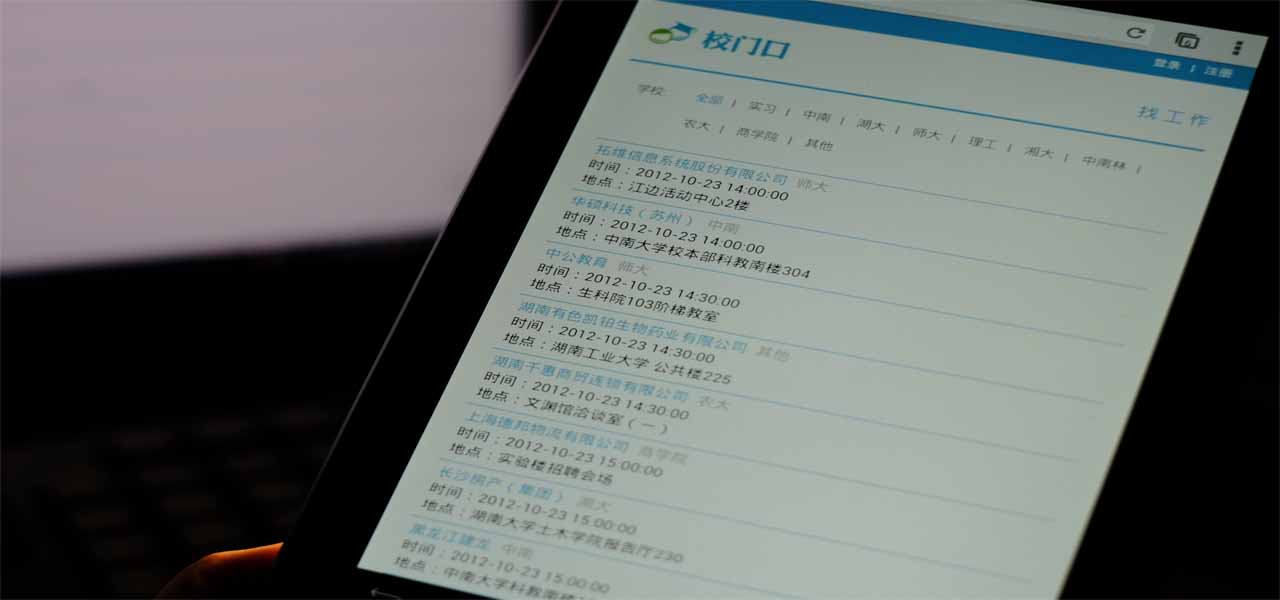 登录 | 注册
校门口
找工作
学校: 全部 | 实习 | 中南 | 湖大 | 师大 | 理工 | 湘大 | 中南林 |
农大 | 商学院 | 其他
拓维信息系统股份有限公司 师大
时间：2012-10-23 14:00:00
地点：江边活动中心2楼
华硕科技（苏州） 中南
时间：2012-10-23 14:00:00
地点：中南大学校本部科教南楼304
中公教育 师大
时间：2012-10-23 14:30:00
地点：生科院103阶梯教室
湖南有色凯铂生物药业有限公司 其他
时间：2012-10-23 14:30:00
地点：湖南工业大学 公共楼225
湖南千惠商贸连锁有限公司 农大
时间：2012-10-23 14:30:00
地点：文渊馆洽谈室（一）
上海德邦物流有限公司 商学院
时间：2012-10-23 15:00:00
地点：实验楼招聘会场
长沙房产（集团） 湖大
时间：2012-10-23 15:00:00
地点：湖南大学土木学院报告厅230
黑龙江建龙 中南
时间：2012-10-23 15:00:00
地点：中南大学科教南楼